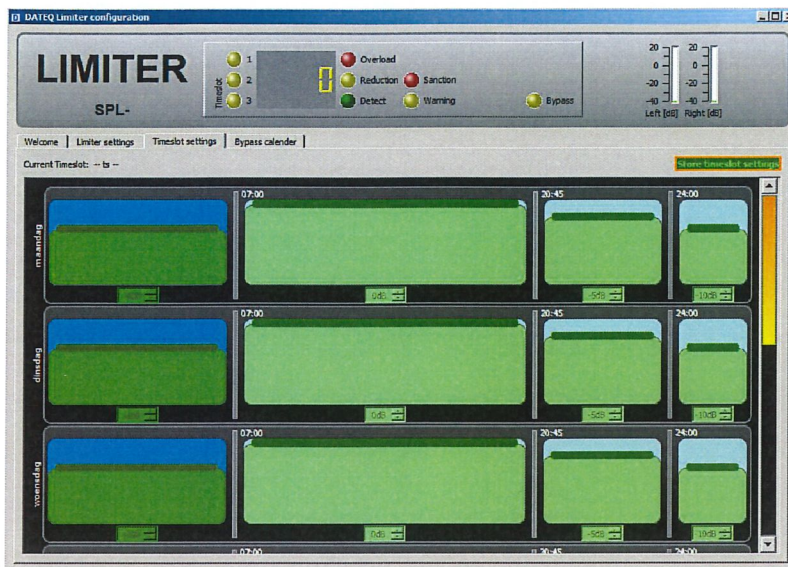 DATEQ Limiter configuration
LIMITER
SPL-
Timeslot
1
2
3
0
Overload
Reduction
Sanction
Detect
Warning
Bypass
20 20
0 0
-20 -20
-40 -40
Left [dB] Right [dB]
Welcome Limiter settings Timeslot settings Bypass calender
Current Timeslot: -- ts --
Store timeslot settings
maandag
07:00 20:45 24:00
0dB -5dB -10dB
dinsdag
07:00 20:45 24:00
0dB -5dB -10dB
woensdag
07:00 20:45 24:00
0dB -5dB -10dB
07:00 20:45 24:00